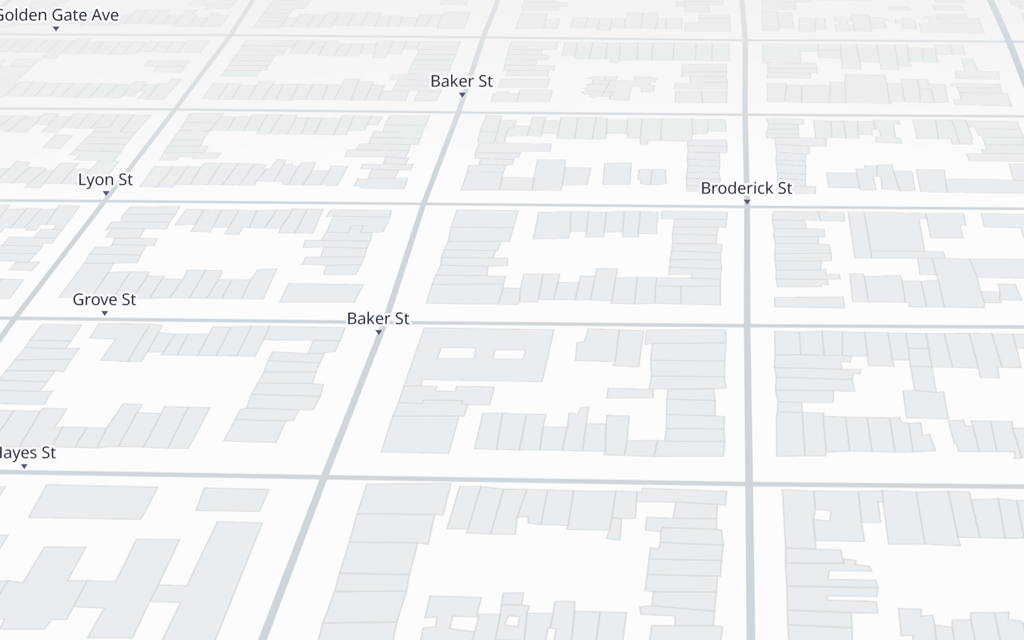 Golden Gate Ave
Baker St
Lyon St
Broderick St
Grove St
Baker St
Hayes St